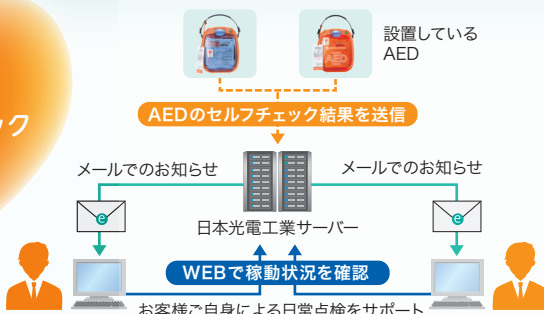 設置している
AED
ック
AEDのセルフチェック結果を送信
メールでのお知らせ
メールでのお知らせ
e
e
日本光電工業サーバー
WEBで稼動状況を確認
お客様ご自身による日常点検をサポート